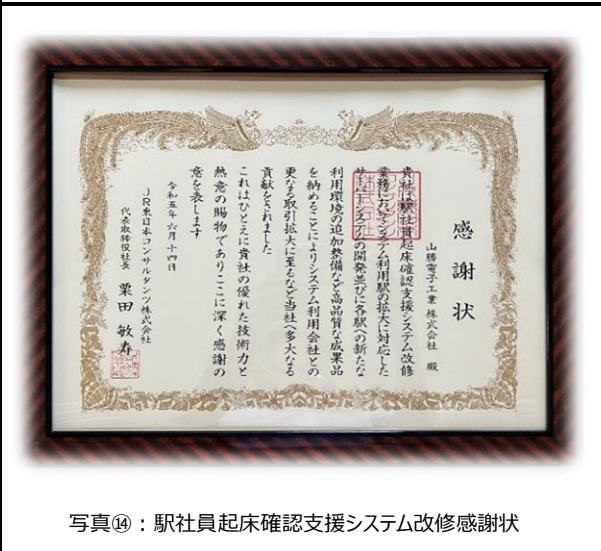 感謝状
山勝電子工業株式会社 殿
貴社は駅社員起床確認支援システム改修
業務においてシステム利用駅の拡大に対応した
サーバーシステムの開発並びに各駅への新たな
利用環境の追加整備など高品質な成果品
を納めることによりシステム利用会社との
更なる取引拡大に至るなど当社へ多大なる
貢献をされました
これはひとえに貴社の優れた技術力と
熱意の賜物でありここに深く感謝の
意を表します
令和五年六月十四日
JR東日本コンサルタンツ株式会社
代表取締役社長 栗田 敏寿
写真⑭：駅社員起床確認支援システム改修感謝状